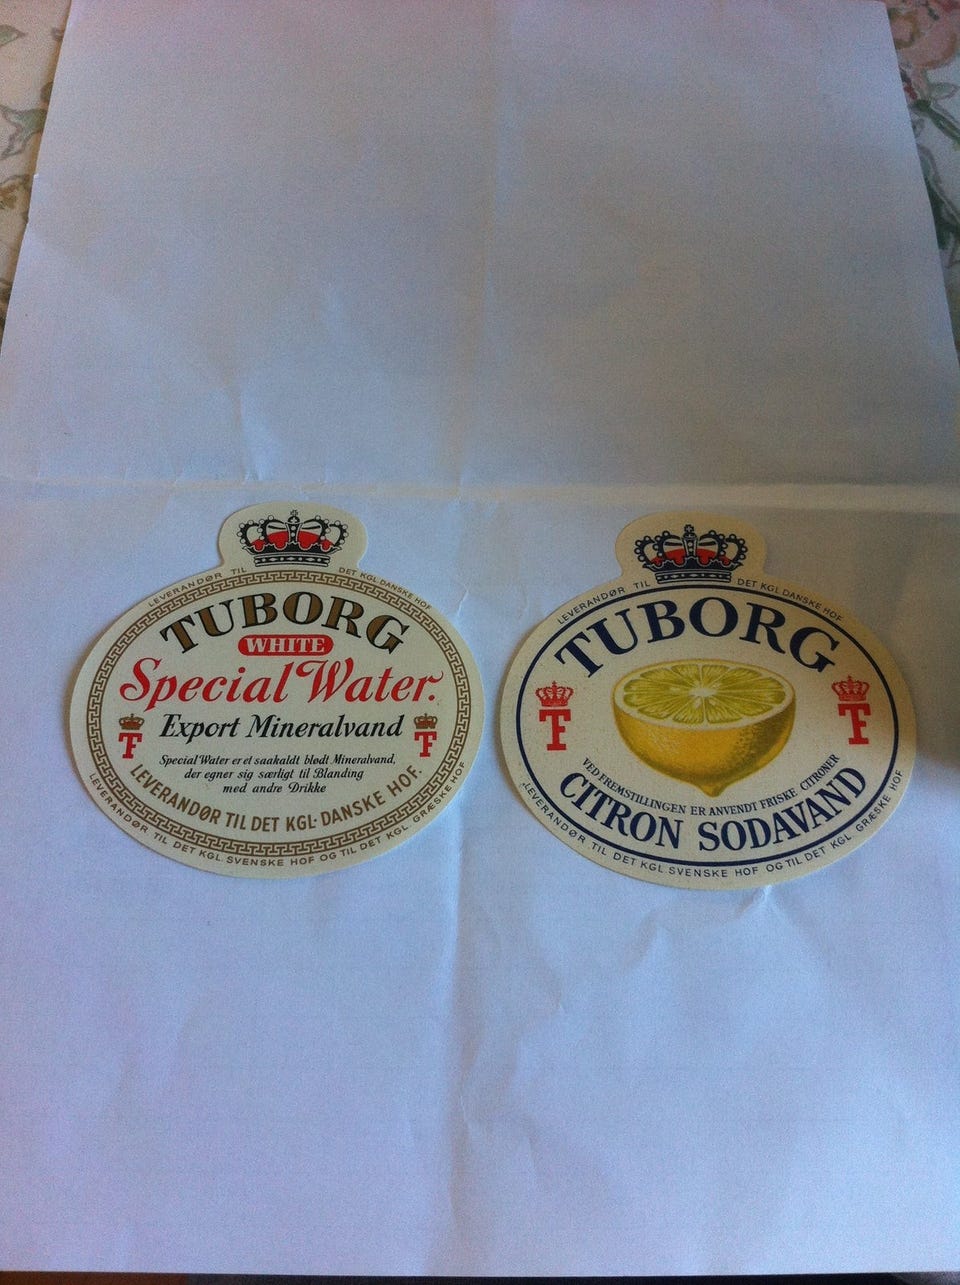 LEVERANDØR TIL DET KGL DANSKE HOF
TUBORG
WHITE
Special Water.
Export Mineralvand
F F
Special Water er et saakaldt blødt Mineralvand,
der egner sig særligt til Blanding
med andre Drikke
LEVERANDØR TIL DET KGL· DANSKE HOF.
LEVERANDØR TIL DET KGL. SVENSKE HOF OG TIL DET KGL. GRÆSKE HOF
LEVERANDØR TIL DET KGL. DANSKE HOF
TUBORG
F F
VED FREMSTILLINGEN ER ANVENDT FRISKE CITRONER
CITRON SODAVAND
LEVERANDØR TIL DET KGL. SVENSKE HOF OG TIL DET KGL. GRÆSKE HOF